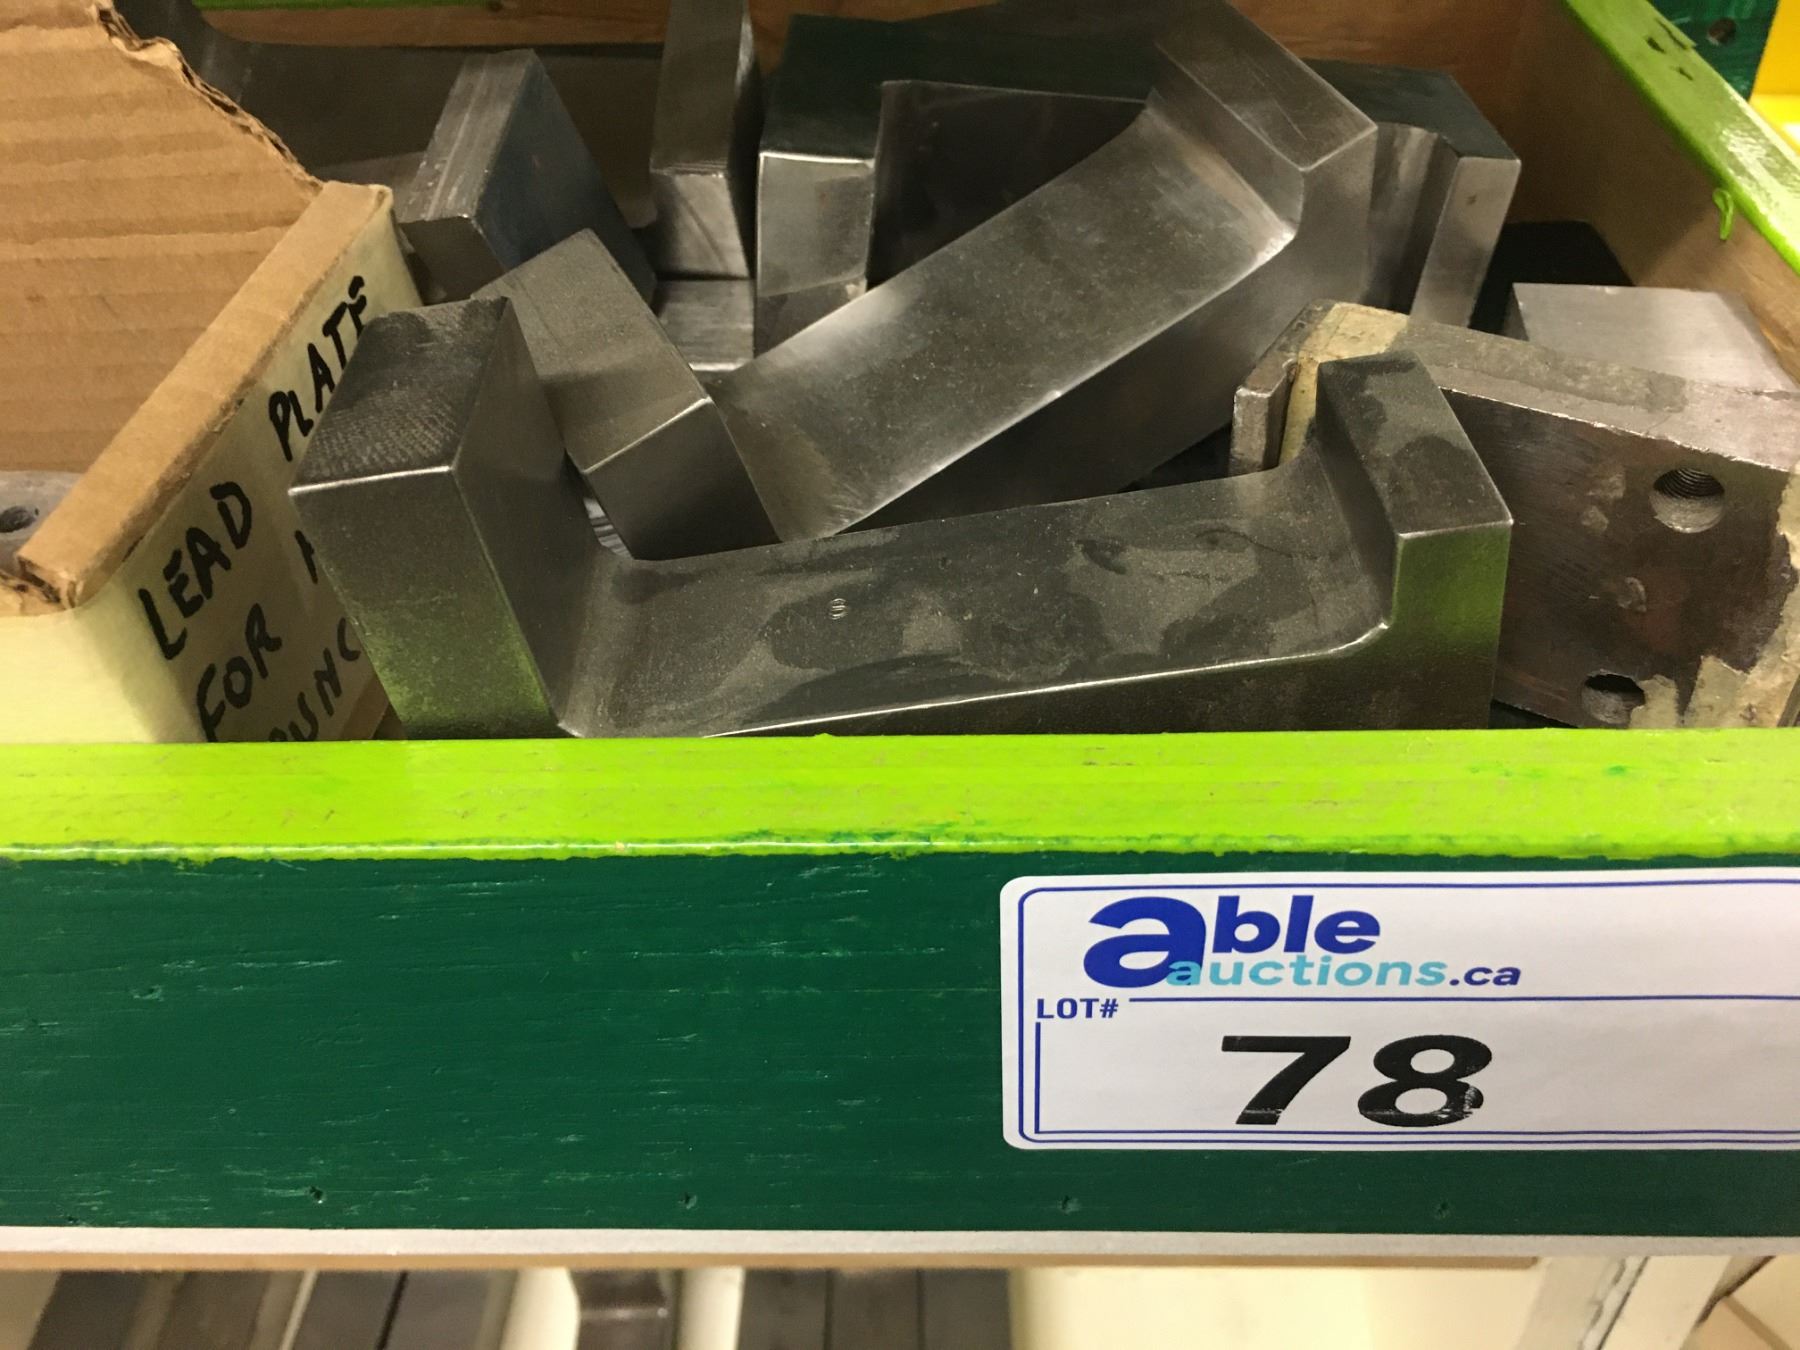 LEAD PLATE
FOR
able
auctions.ca
LOT#
78